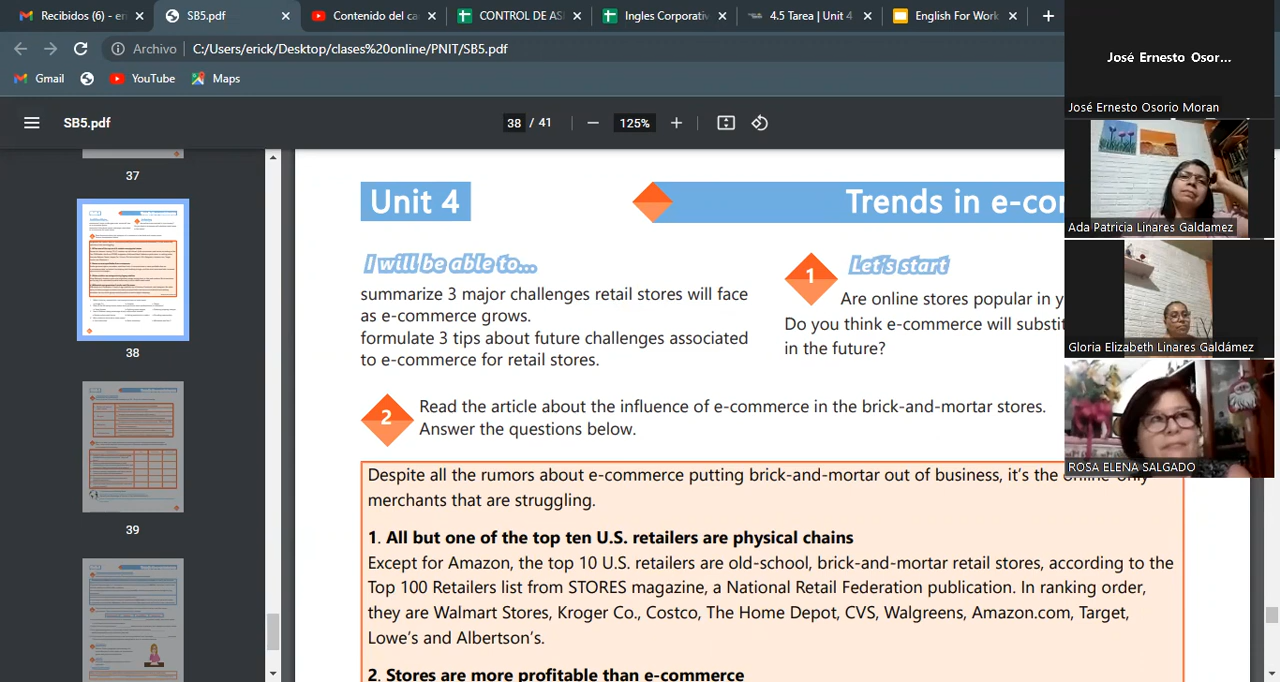 Recibidos (6) - en
SB5.pdf
Contenido del ca
CONTROL DE ASI
Ingles Corporativ
4.5 Tarea | Unit 4
English For Work
Archivo
C:/Users/erick/Desktop/clases%20online/PNIT/SB5.pdf
Gmail
YouTube
Maps
SB5.pdf
38 / 41
125%
37
38
39
Unit 4
Trends in e-co
I will be able to...
summarize 3 major challenges retail stores will face
as e-commerce grows.
formulate 3 tips about future challenges associated
to e-commerce for retail stores.
1
Let's start
Are online stores popular in y
Do you think e-commerce will substit
in the future?
2
Read the article about the influence of e-commerce in the brick-and-mortar stores.
Answer the questions below.
Despite all the rumors about e-commerce putting brick-and-mortar out of business, it's the online-only
merchants that are struggling.
1. All but one of the top ten U.S. retailers are physical chains
Except for Amazon, the top 10 U.S. retailers are old-school, brick-and-mortar retail stores, according to the
Top 100 Retailers list from STORES magazine, a National Retail Federation publication. In ranking order,
they are Walmart Stores, Kroger Co., Costco, The Home Depot, CVS, Walgreens, Amazon.com, Target,
Lowe's and Albertson's.
2. Stores are more profitable than e-commerce
José Ernesto Osor...
José Ernesto Osorio Moran
Ada Patricia Linares Galdamez
Gloria Elizabeth Linares Galdámez
ROSA ELENA SALGADO